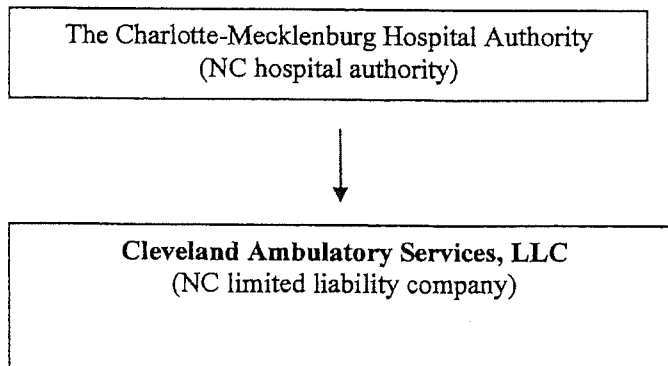 The Charlotte-Mecklenburg Hospital Authority
(NC hospital authority)
Cleveland Ambulatory Services, LLC
(NC limited liability company)